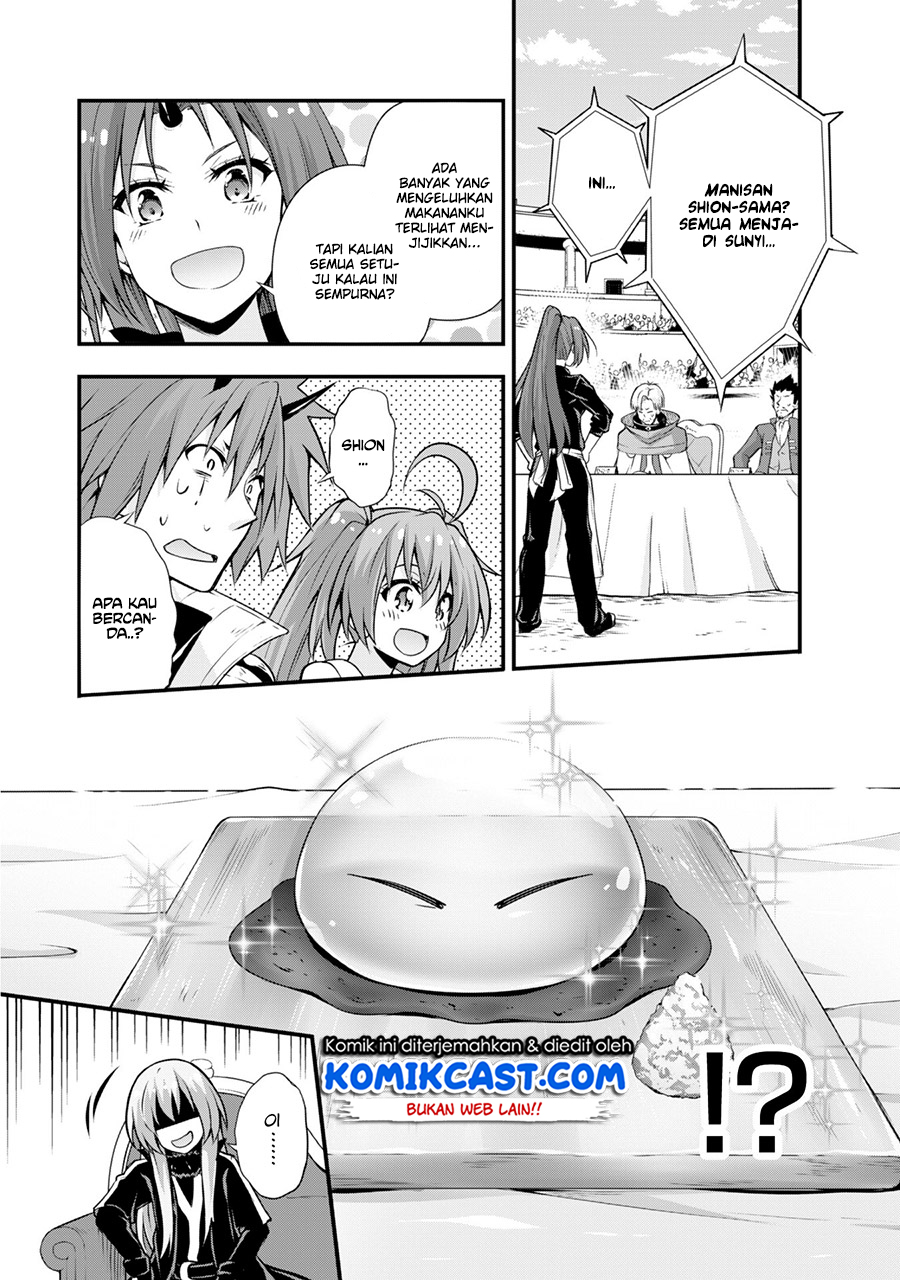 MANISAN
SHION-SAMA?
SEMUA MENJA-
DI SUNYI...
INI...
ADA
BANYAK YANG
MENGELUHKAN
MAKANANKU
TERLIHAT MEN-
JIJIKKAN...
TAPI KALIAN
SEMUA SETU-
JU KALAU INI
SEMPURNA?
SHION
...
APA KAU
BERCAN-
DA..?
!?
OI
........
Komik ini diterjemahkan & diedit oleh
KOMIKCAST.COM
BUKAN WEB LAIN!!